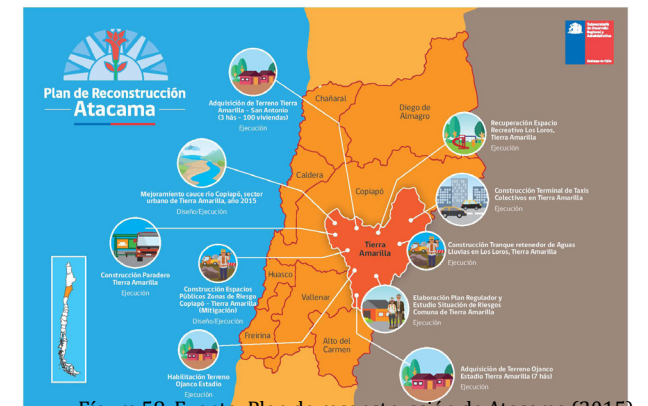 Plan de Reconstrucción
Atacama
Adquisición de Terreno Tierra
Amarilla - San Antonio
(3 hás - 100 viviendas)
Ejecución
Mejoramiento cauce río Copiapó, sector
urbano de Tierra Amarilla, año 2015
Diseño/Ejecución
Construcción Paradero
Tierra Amarilla
Ejecución
Construcción Espacios
Públicos Zonas de Riesgo
Copiapó - Tierra Amarilla
(Mitigación)
Diseño/Ejecución
Habilitación Terreno
Ojanco Estadio
Ejecución
Chañaral
Diego de
Almagro
Caldera
Copiapó
Tierra
Amarilla
Huasco
Vallenar
Freirina
Alto del
Carmen
Recuperación Espacio
Recreativo Los Loros,
Tierra Amarilla
Ejecución
Construcción Terminal de Taxis
Colectivos en Tierra Amarilla
Ejecución
Construcción Tranque retenedor de Aguas
Lluvias en Los Loros, Tierra Amarilla
Ejecución
Elaboración Plan Regulador y
Estudio Situación de Riesgos
Comuna de Tierra Amarilla
Ejecución
Adquisición de Terreno Ojanco
Estadio Tierra Amarilla (7 hás)
Ejecución